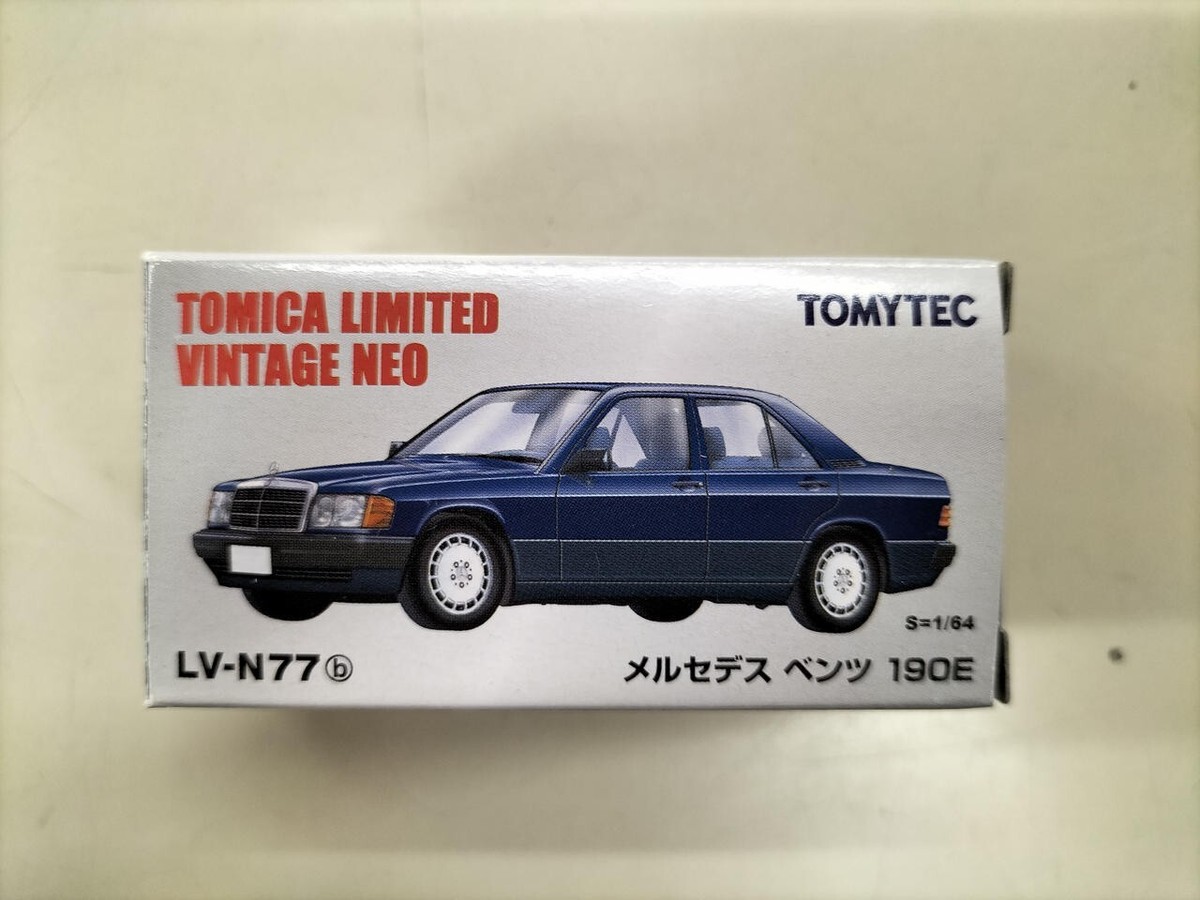 TOMICA LIMITED
VINTAGE NEO
TOMYTEC
S=1/64
LV-N77ⓑ
メルセデス ベンツ 190E